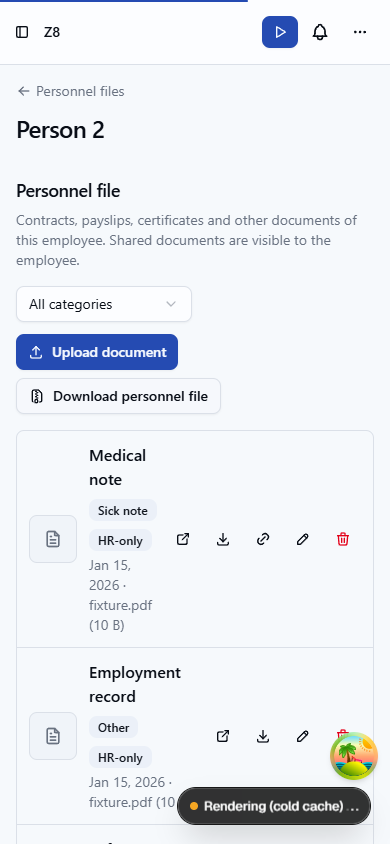 Z8
Personnel files
Person 2
Personnel file
Contracts, payslips, certificates and other documents of
this employee. Shared documents are visible to the
employee.
All categories
Upload document
Download personnel file
Medical
note
Sick note
HR-only
Jan 15,
2026 ·
fixture.pdf
(10 B)
Employment
record
Other
HR-only
Jan 15, 2026 ·
fixture.pdf (10
Rendering (cold cache) ...